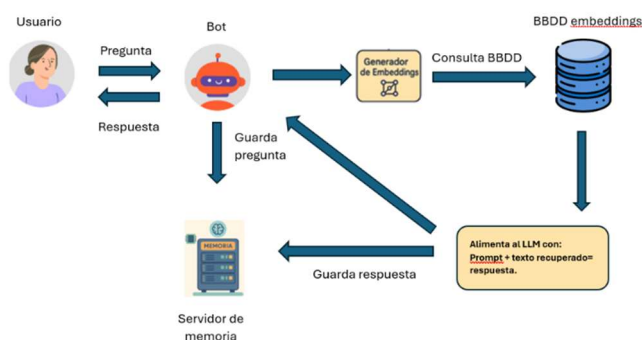 Usuario
Bot
BBDD embeddings
Pregunta
Respuesta
Generador
de Embeddings
Consulta BBDD
Guarda
pregunta
MEMORIA
Servidor de
memoria
Guarda respuesta
Alimenta al LLM con:
Prompt + texto recuperado=
respuesta.